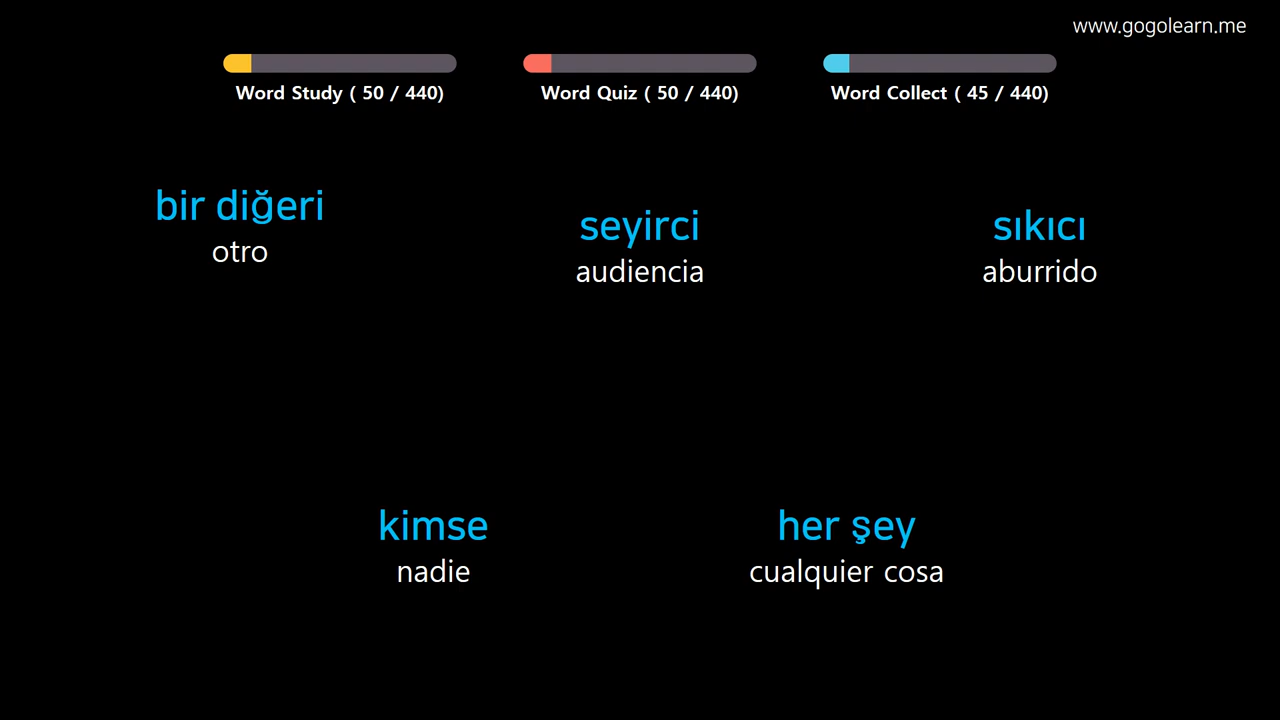 www.gogolearn.me
Word Study ( 50 / 440)
Word Quiz ( 50 / 440)
Word Collect ( 45 / 440)
bir diğeri
otro
seyirci
audiencia
sıkıcı
aburrido
kimse
nadie
her şey
cualquier cosa